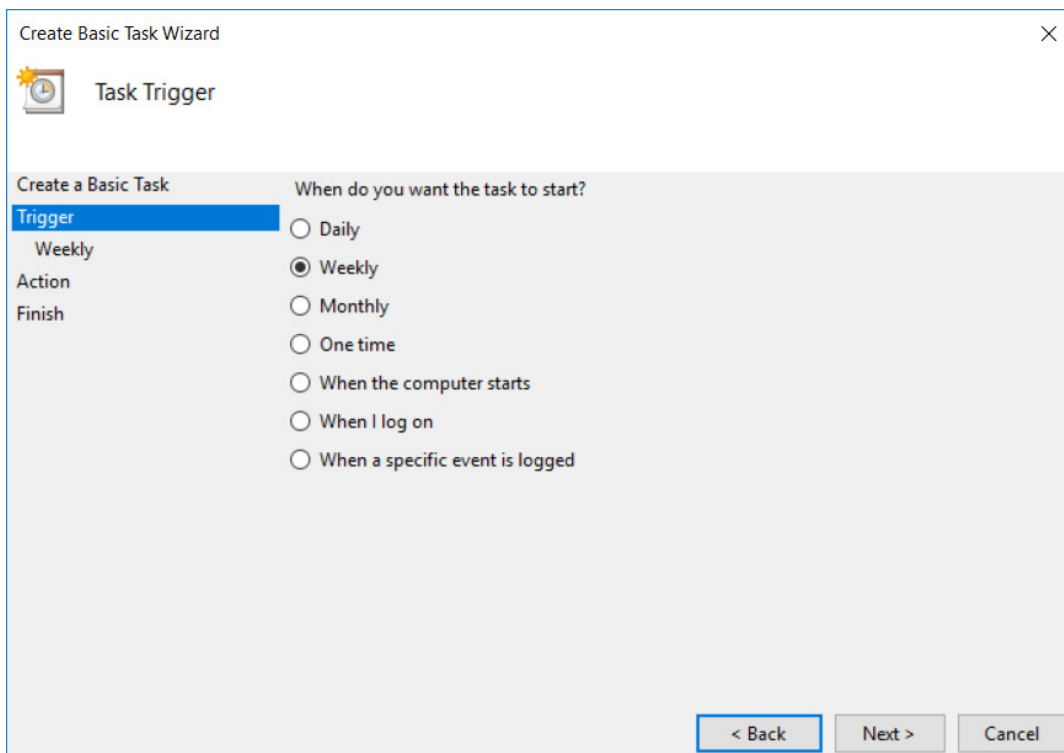 Create Basic Task Wizard
Task Trigger
Create a Basic Task
Trigger
Weekly
Action
Finish
When do you want the task to start?
Daily
Weekly
Monthly
One time
When the computer starts
When I log on
When a specific event is logged
< Back
Next >
Cancel